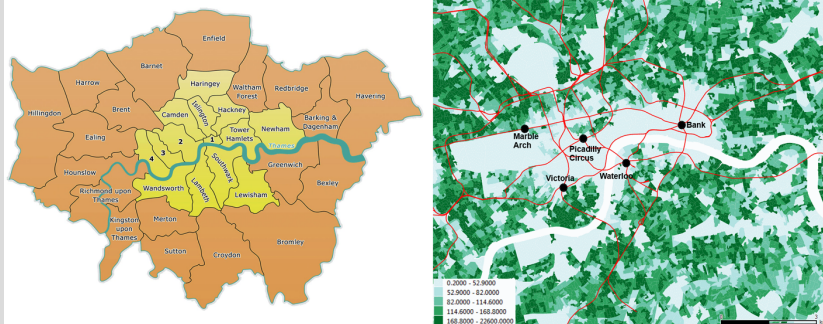 Enfield
Barnet
Haringey
Harrow
Waltham
Forest
Redbridge
Havering
Hillingdon
Brent
Camden
Islington
Hackney
Barking &
Dagenham
Ealing
Tower
Hamlets
Newham
1
2
3
4
Thames
Hounslow
Southwark
Greenwich
Richmond upon
Thames
Wandsworth
Lambeth
Lewisham
Bexley
Kingston
upon
Thames
Merton
Sutton
Croydon
Bromley
Marble
Arch
Picadilly
Circus
Bank
Victoria
Waterloo
0.2000 - 52.9000
52.9000 - 82.0000
82.0000 - 114.6000
114.6000 - 168.8000
168.8000 - 22600.0000